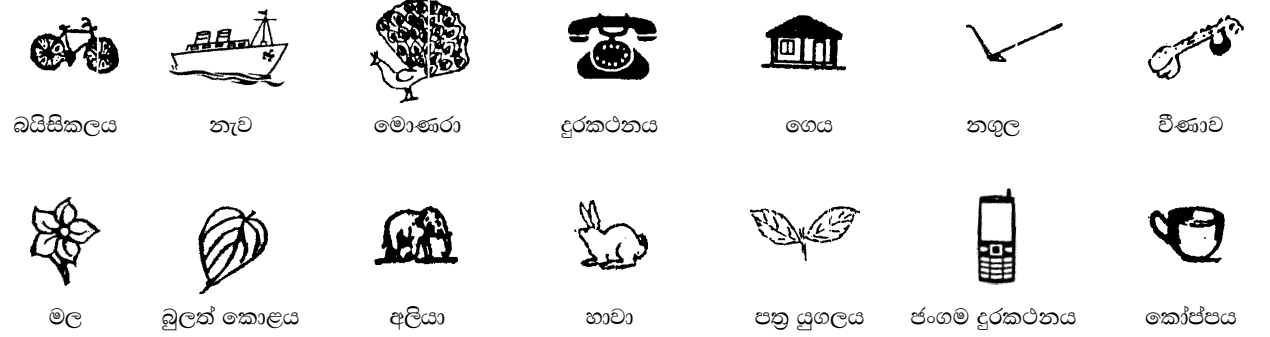 බයිසිකලය නැව මොණරා දුරකථනය ගෙය නගුල වීණාව
මල බුලත් කොළය අලියා හාවා පත්‍ර යුගලය ජංගම දුරකථනය කෝප්පය